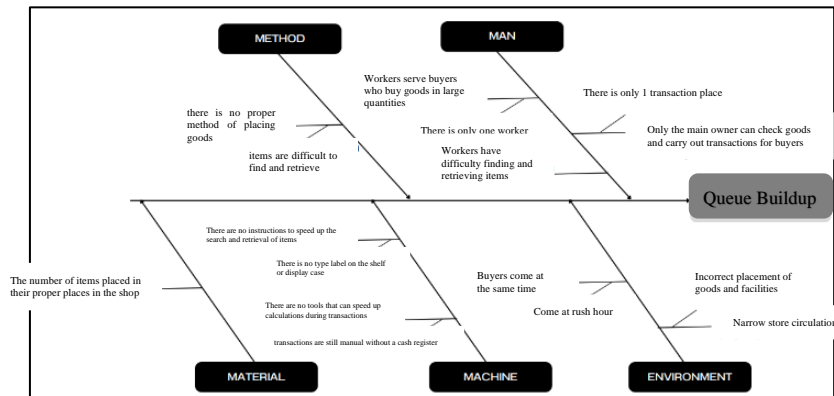 METHOD
MAN
Workers serve buyers
who buy goods in large
quantities
There is only 1 transaction place
there is no proper
method of placing
goods
There is only one worker
Only the main owner can check goods
and carry out transactions for buyers
items are difficult to
find and retrieve
Workers have
difficulty finding and
retrieving items
Queue Buildup
There are no instructions to speed up the
search and retrieval of items
There is no type label on the shelf
or display case
The number of items placed in
their proper places in the shop
Buyers come at
the same time
Incorrect placement of
goods and facilities
There are no tools that can speed up
calculations during transactions
Come at rush hour
Narrow store circulation
transactions are still manual without a cash register
MATERIAL
MACHINE
ENVIRONMENT